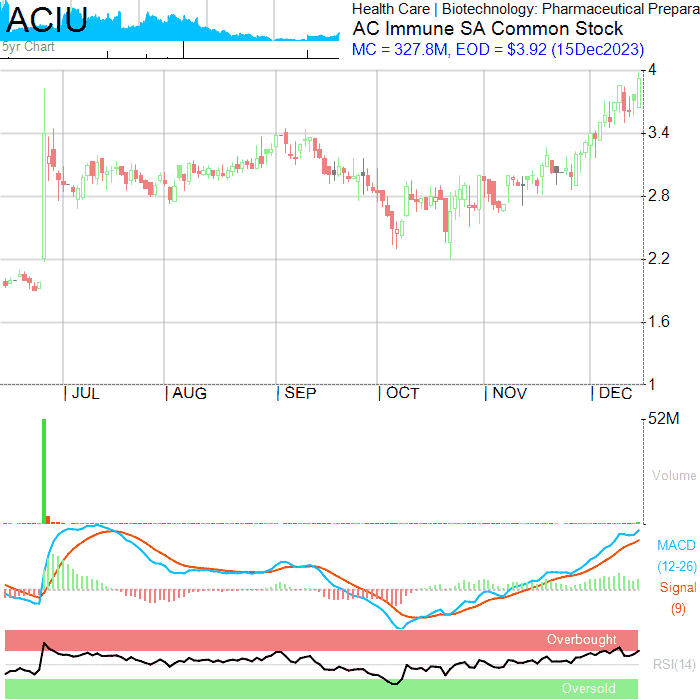 ACIU
5yr Chart
Health Care | Biotechnology: Pharmaceutical Prepara
AC Immune SA Common Stock
MC = 327.8M, EOD = $3.92 (15Dec2023)
4
3.4
2.8
2.2
1.6
1
JUL AUG SEP OCT NOV DEC
52M
Volume
MACD
(12-26)
Signal
(9)
Overbought
RSI(14)
Oversold